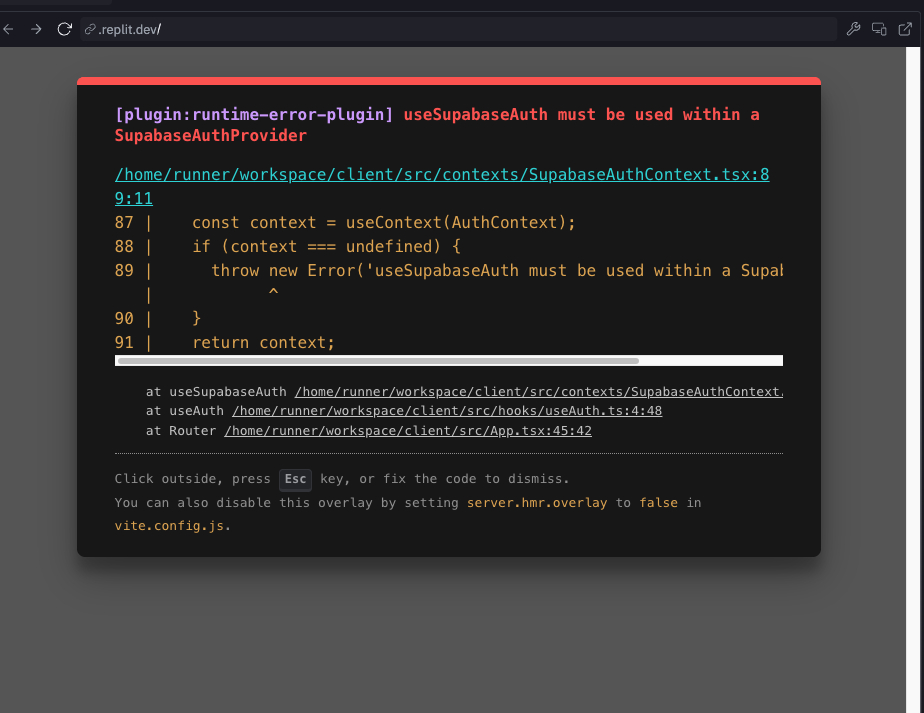 .replit.dev/
[plugin:runtime-error-plugin] useSupabaseAuth must be used within a
SupabaseAuthProvider
/home/runner/workspace/client/src/contexts/SupabaseAuthContext.tsx:8
9:11
87 |    const context = useContext(AuthContext);
88 |    if (context === undefined) {
89 |      throw new Error('useSupabaseAuth must be used within a Supab
   |            ^
90 |    }
91 |    return context;
at useSupabaseAuth /home/runner/workspace/client/src/contexts/SupabaseAuthContext.
at useAuth /home/runner/workspace/client/src/hooks/useAuth.ts:4:48
at Router /home/runner/workspace/client/src/App.tsx:45:42
Click outside, press Esc key, or fix the code to dismiss.
You can also disable this overlay by setting server.hmr.overlay to false in
vite.config.js.